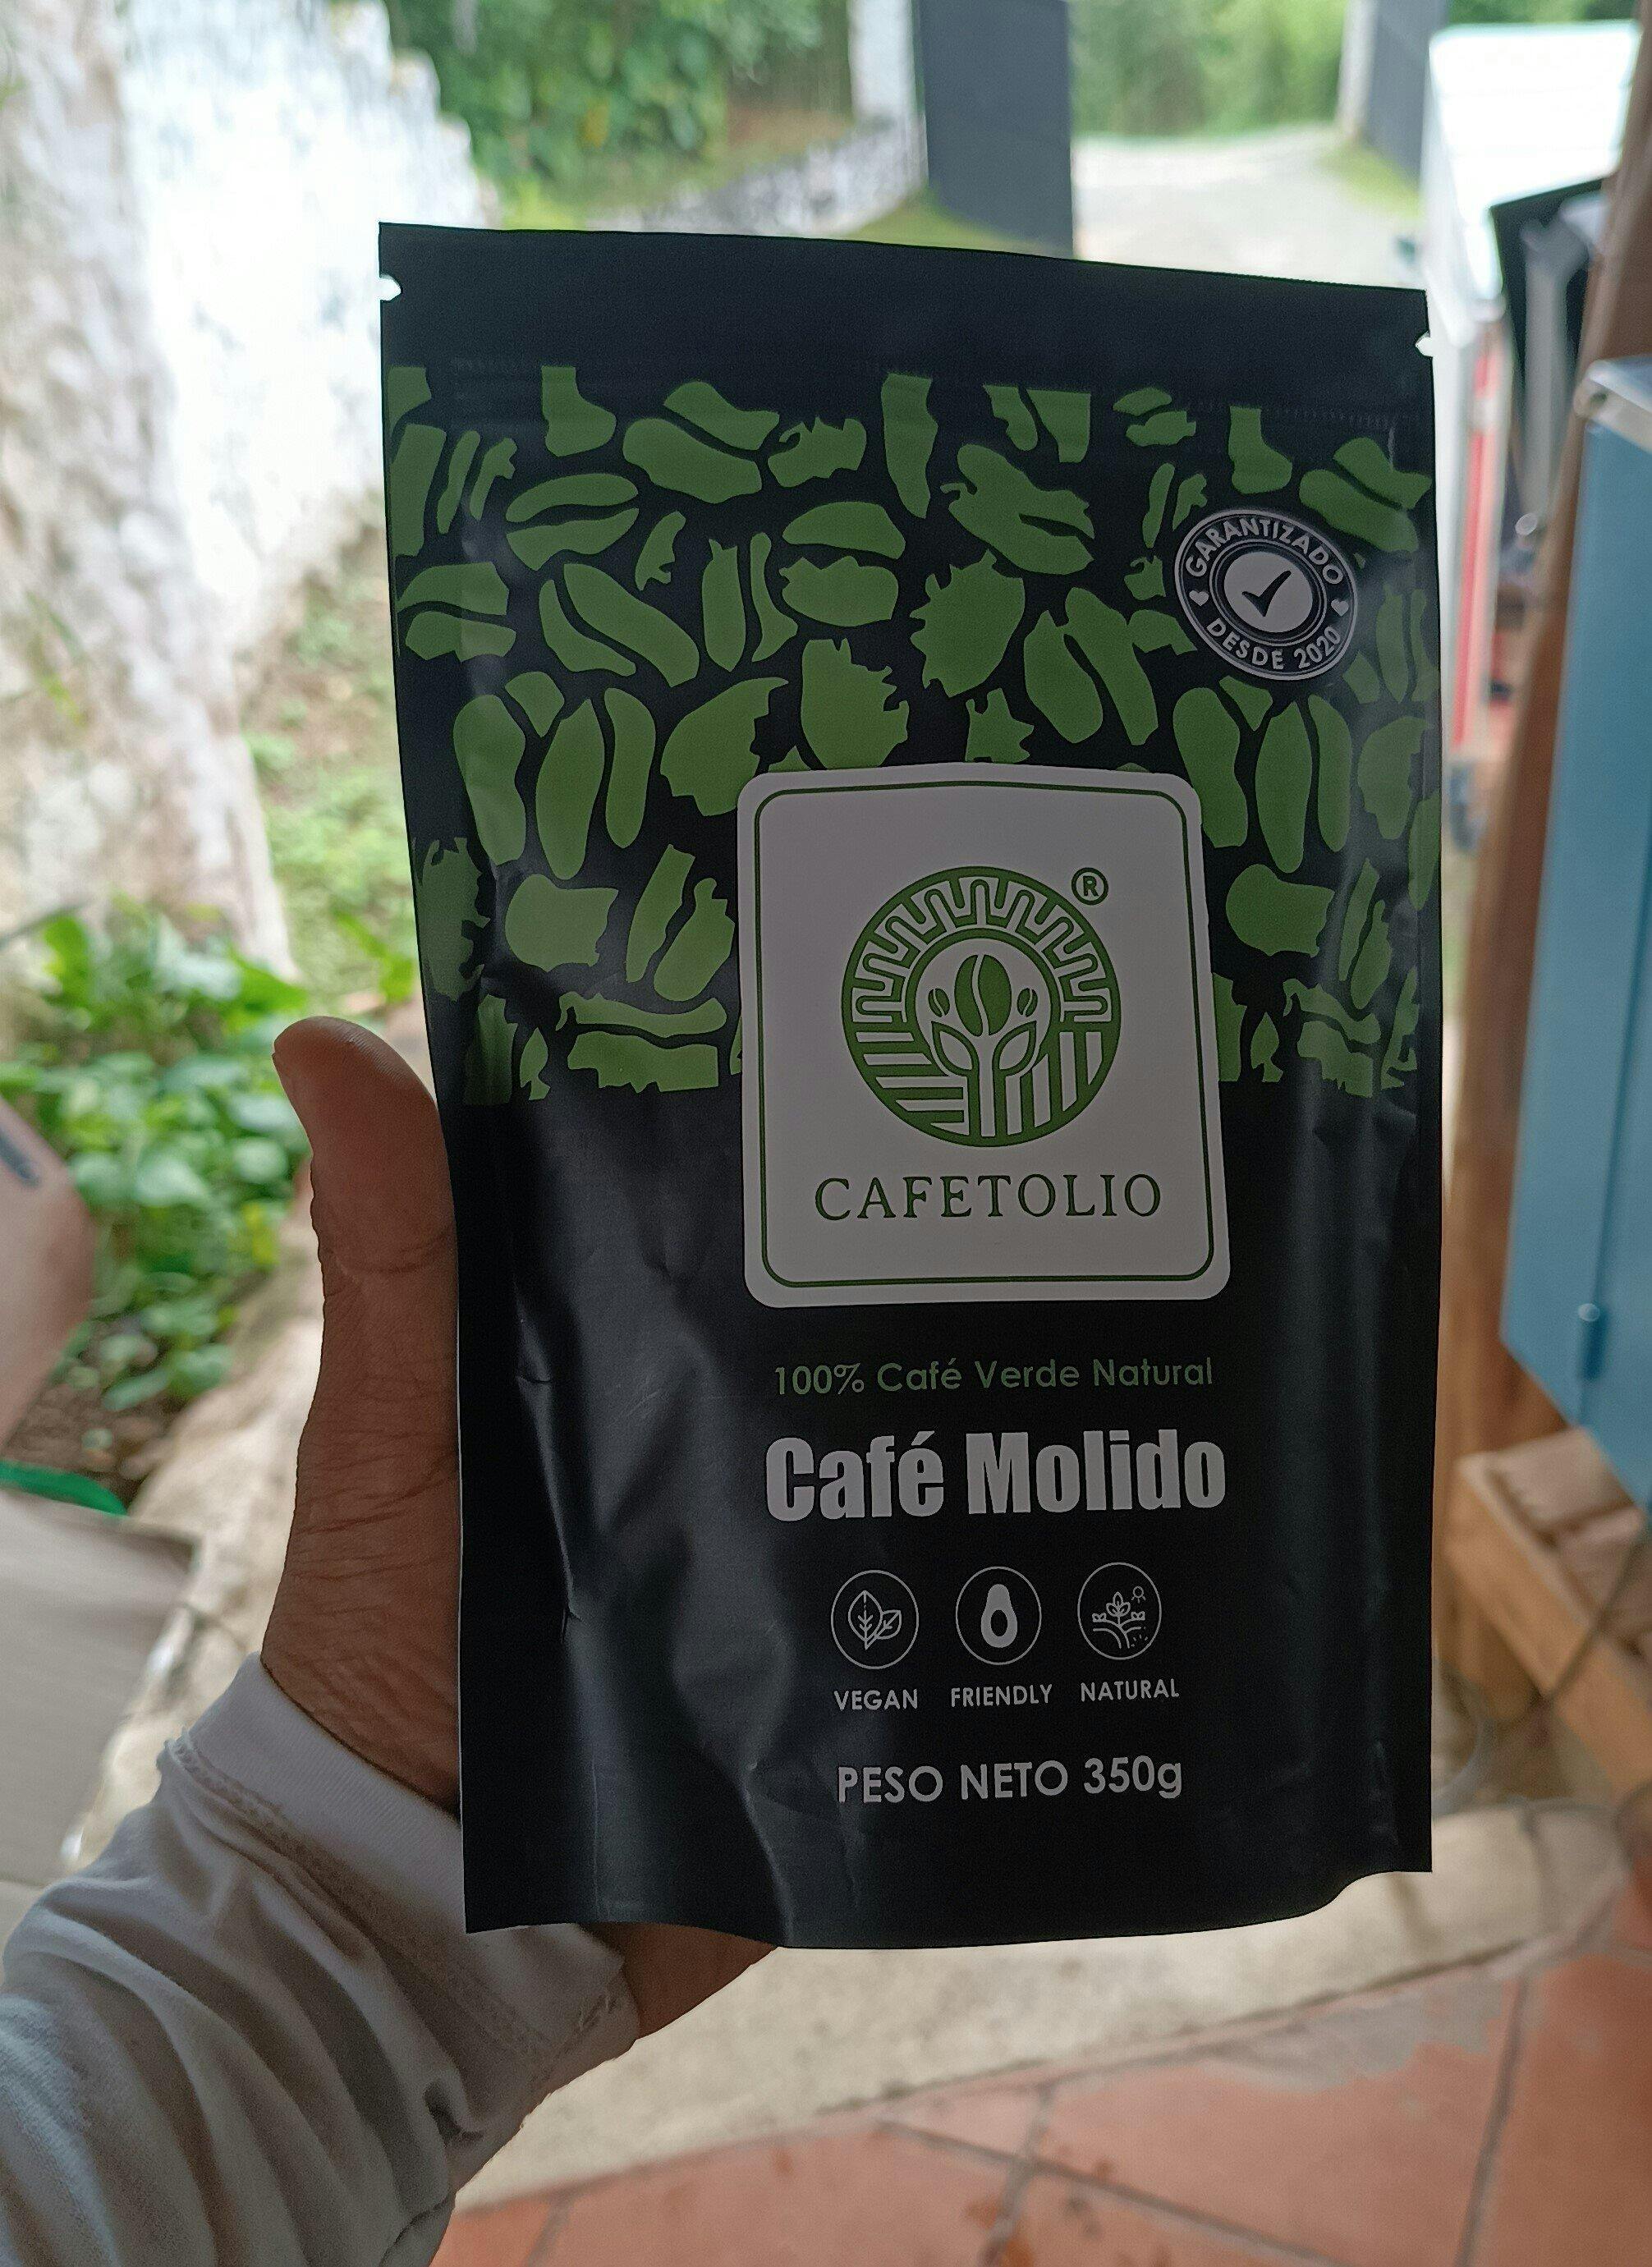 GARANTIZADO
DESDE 2020
®
CAFETOLIO
100% Café Verde Natural
Café Molido
VEGAN FRIENDLY NATURAL
PESO NETO 350g